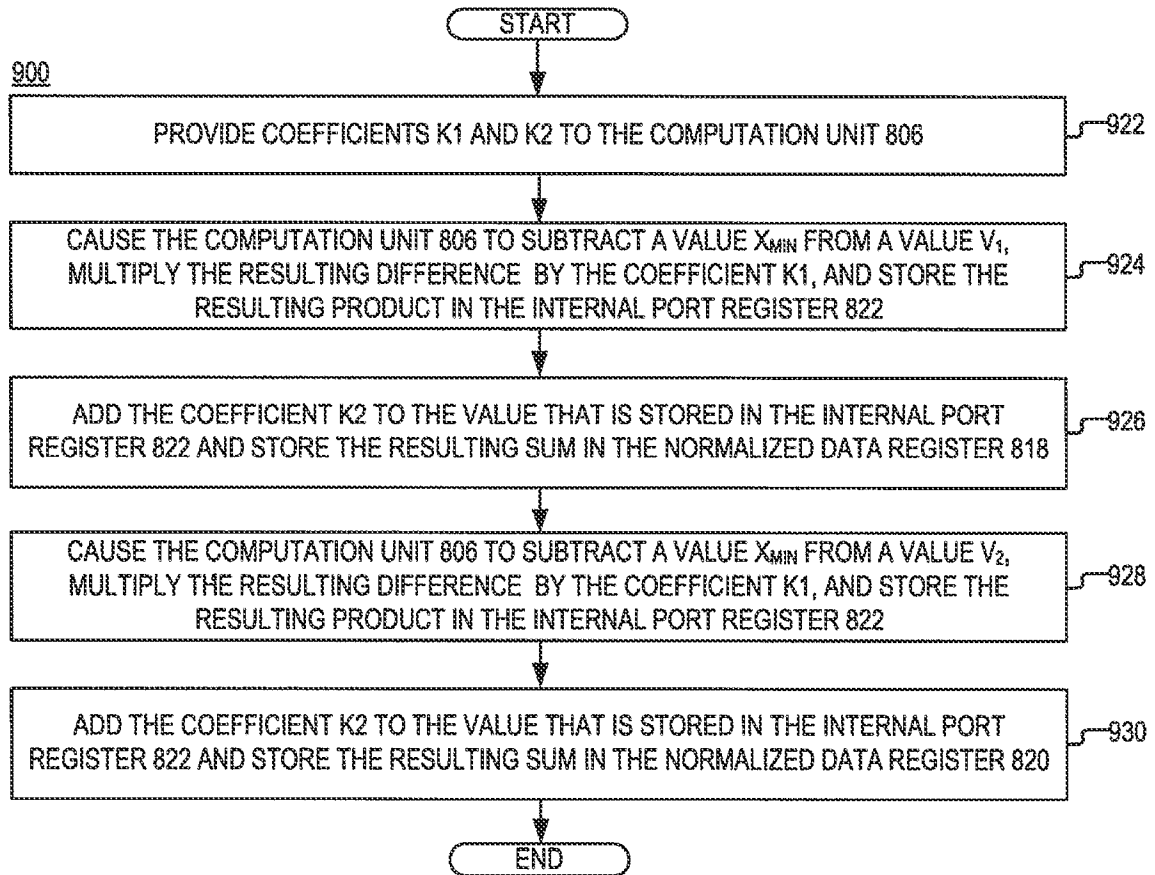 START
900
PROVIDE COEFFICIENTS K1 AND K2 TO THE COMPUTATION UNIT 806
922
CAUSE THE COMPUTATION UNIT 806 TO SUBTRACT A VALUE XMIN FROM A VALUE V1,
MULTIPLY THE RESULTING DIFFERENCE BY THE COEFFICIENT K1, AND STORE THE
RESULTING PRODUCT IN THE INTERNAL PORT REGISTER 822
924
ADD THE COEFFICIENT K2 TO THE VALUE THAT IS STORED IN THE INTERNAL PORT
REGISTER 822 AND STORE THE RESULTING SUM IN THE NORMALIZED DATA REGISTER 818
926
CAUSE THE COMPUTATION UNIT 806 TO SUBTRACT A VALUE XMIN FROM A VALUE V2,
MULTIPLY THE RESULTING DIFFERENCE BY THE COEFFICIENT K1, AND STORE THE
RESULTING PRODUCT IN THE INTERNAL PORT REGISTER 822
928
ADD THE COEFFICIENT K2 TO THE VALUE THAT IS STORED IN THE INTERNAL PORT
REGISTER 822 AND STORE THE RESULTING SUM IN THE NORMALIZED DATA REGISTER 820
930
END